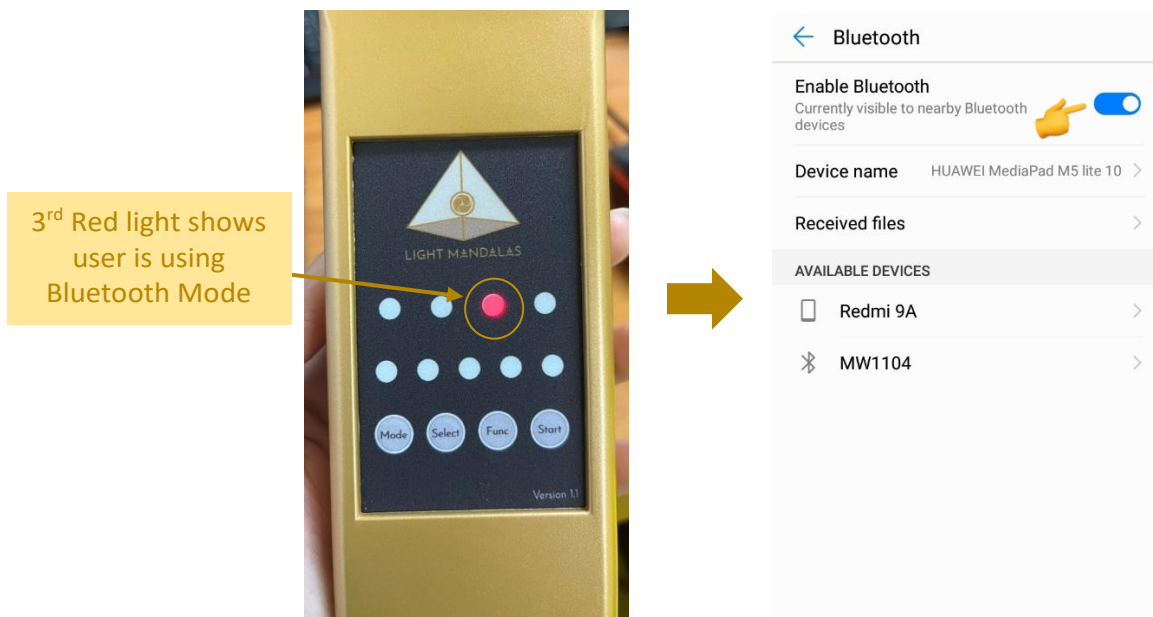 3rd Red light shows
user is using
Bluetooth Mode
LIGHT MANDALAS
Mode
Select
Func
Start
Version 1.1
Bluetooth
Enable Bluetooth
Currently visible to nearby Bluetooth
devices
Device name HUAWEI MediaPad M5 lite 10
Received files
AVAILABLE DEVICES
Redmi 9A
MW1104